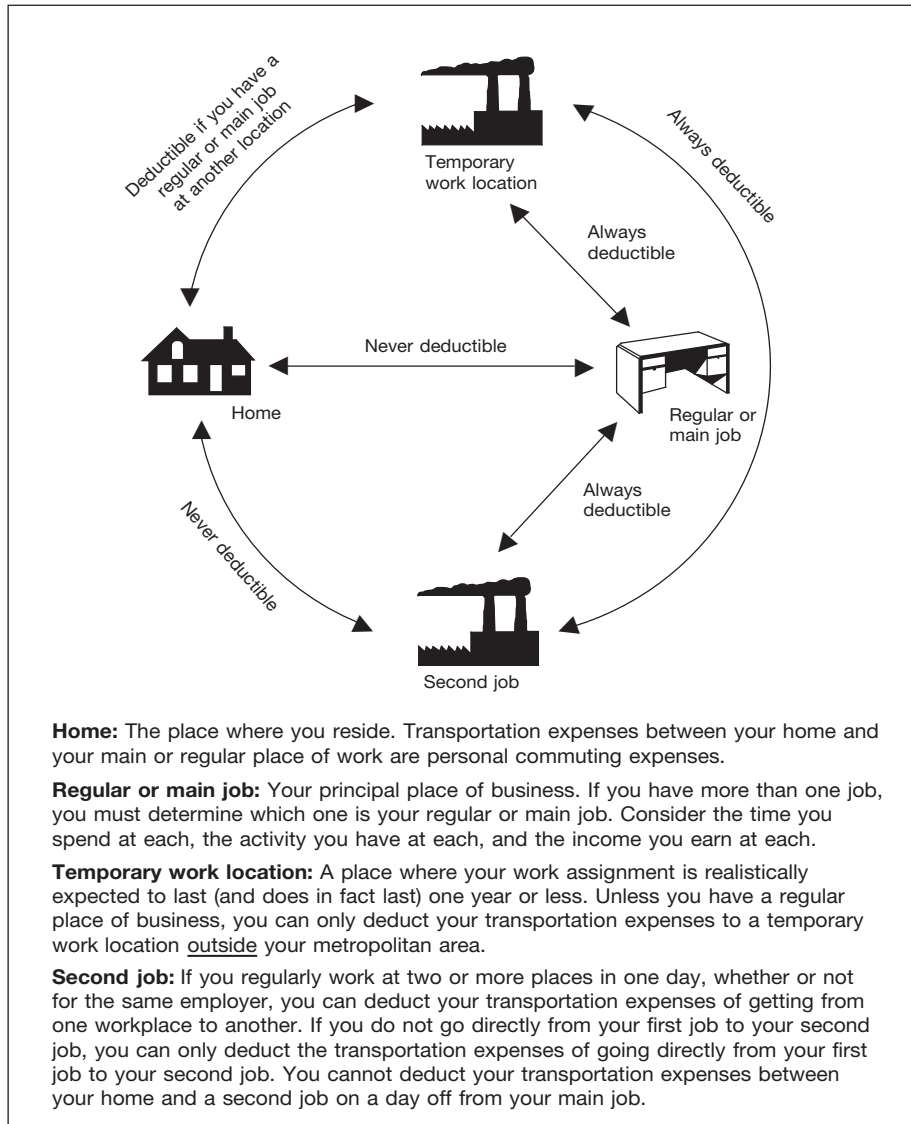 Deductible if you have a
regular or main job
at another location
Temporary
work location
Always deductible
Always
deductible
Never deductible
Home
Regular or
main job
Always
deductible
Never deductible
Second job
Home: The place where you reside. Transportation expenses between your home and
your main or regular place of work are personal commuting expenses.
Regular or main job: Your principal place of business. If you have more than one job,
you must determine which one is your regular or main job. Consider the time you
spend at each, the activity you have at each, and the income you earn at each.
Temporary work location: A place where your work assignment is realistically
expected to last (and does in fact last) one year or less. Unless you have a regular
place of business, you can only deduct your transportation expenses to a temporary
work location outside your metropolitan area.
Second job: If you regularly work at two or more places in one day, whether or not
for the same employer, you can deduct your transportation expenses of getting from
one workplace to another. If you do not go directly from your first job to your second
job, you can only deduct the transportation expenses of going directly from your first
job to your second job. You cannot deduct your transportation expenses between
your home and a second job on a day off from your main job.